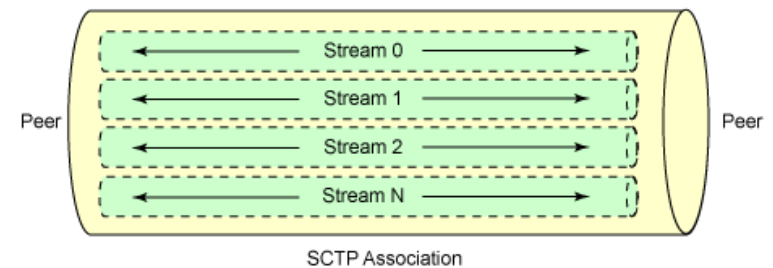 Stream 0
Stream 1
Peer
Peer
Stream 2
Stream N
SCTP Association